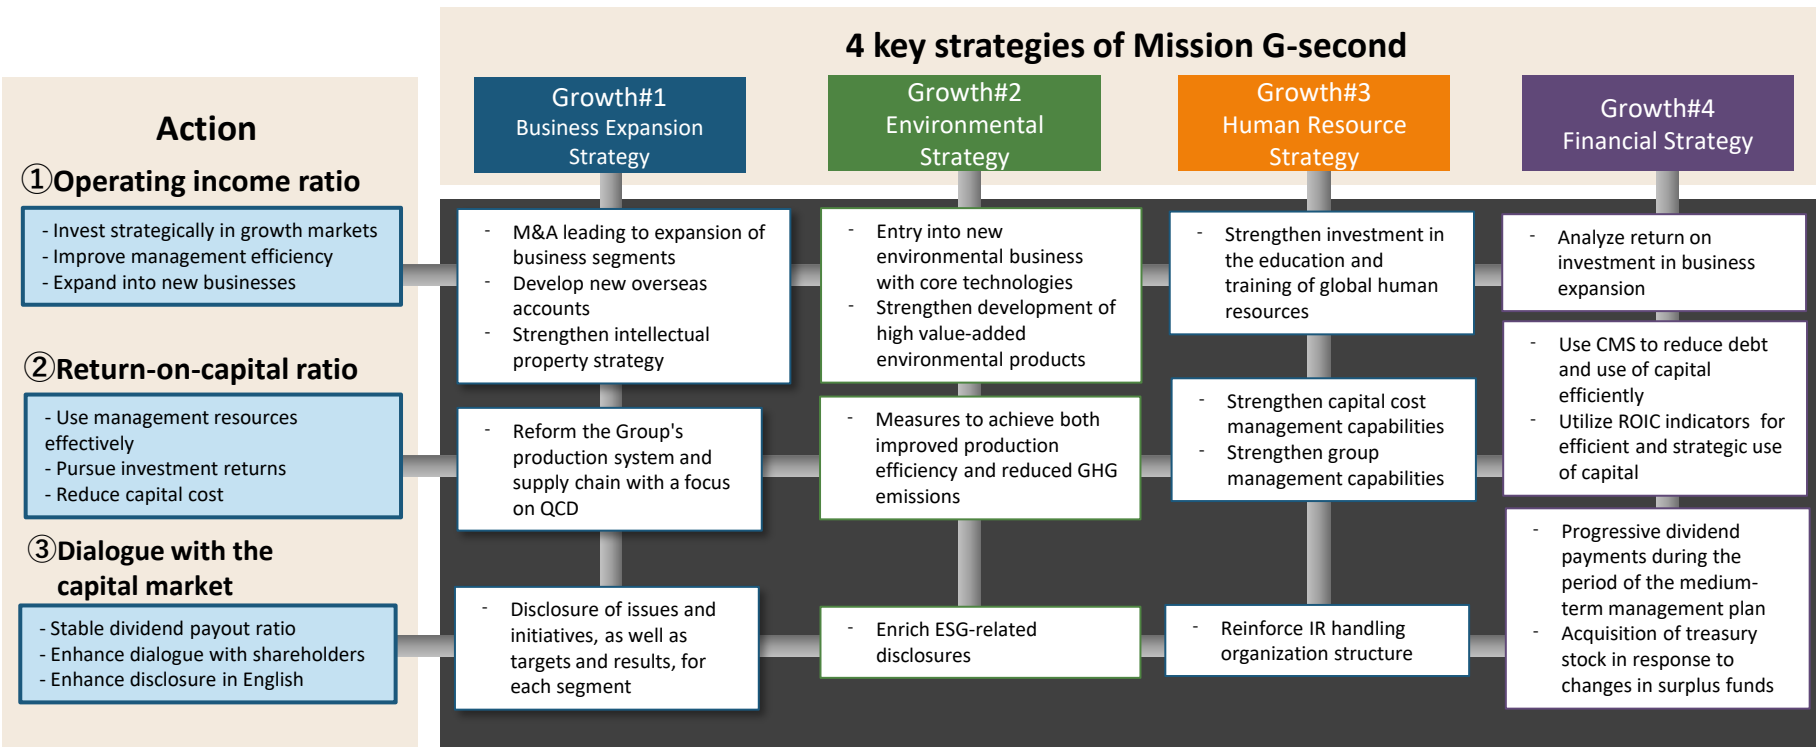 4 key strategies of Mission G-second
Action
①Operating income ratio
- Invest strategically in growth markets
- Improve management efficiency
- Expand into new businesses
②Return-on-capital ratio
- Use management resources
effectively
- Pursue investment returns
- Reduce capital cost
③Dialogue with the
capital market
- Stable dividend payout ratio
- Enhance dialogue with shareholders
- Enhance disclosure in English
Growth#1
Business Expansion
Strategy
- M&A leading to expansion of
business segments
- Develop new overseas
accounts
- Strengthen intellectual
property strategy
- Reform the Group's
production system and
supply chain with a focus
on QCD
- Disclosure of issues and
initiatives, as well as
targets and results, for
each segment
Growth#2
Environmental
Strategy
- Entry into new
environmental business
with core technologies
- Strengthen development of
high value-added
environmental products
- Measures to achieve both
improved production
efficiency and reduced GHG
emissions
- Enrich ESG-related
disclosures
Growth#3
Human Resource
Strategy
- Strengthen investment in
the education and
training of global human
resources
- Strengthen capital cost
management capabilities
- Strengthen group
management capabilities
- Reinforce IR handling
organization structure
Growth#4
Financial Strategy
- Analyze return on
investment in business
expansion
- Use CMS to reduce debt
and use of capital
efficiently
- Utilize ROIC indicators for
efficient and strategic use
of capital
- Progressive dividend
payments during the
period of the medium-
term management plan
- Acquisition of treasury
stock in response to
changes in surplus funds